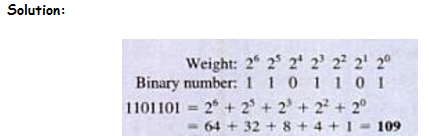 Solution:
Weight: 2⁶ 2⁵ 2⁴ 2³ 2² 2¹ 2⁰
Binary number: 1 1 0 1 1 0 1
1101101 = 2⁶ + 2⁵ + 2³ + 2² + 2⁰
= 64 + 32 + 8 + 4 + 1 = 109